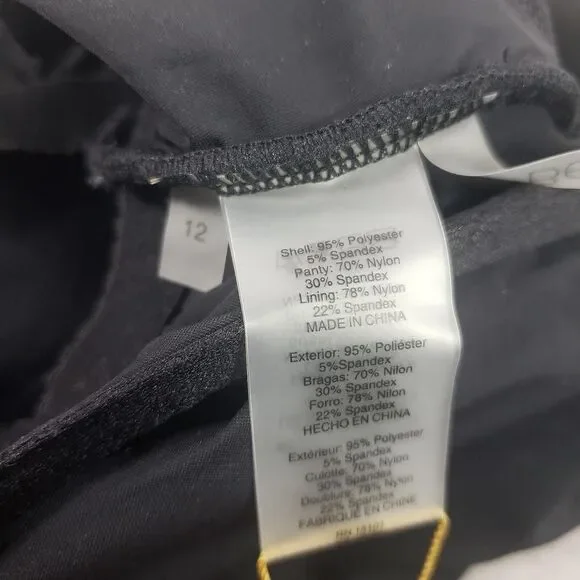 12
Shell: 95% Polyester
5% Spandex
Panty: 70% Nylon
30% Spandex
Lining: 78% Nylon
22% Spandex
MADE IN CHINA
Exterior: 95% Poliéster
5%Spandex
Bragas: 70% Nilon
30% Spandex
Forro: 78% Nilon
22% Spandex
HECHO EN CHINA
Extérieur: 95% Polyester
5% Spandex
Culotte: 70% Nylon
30% Spandex
Doublure: 78% Nylon
22% Spandex
FABRIQUE EN CHINE
RN